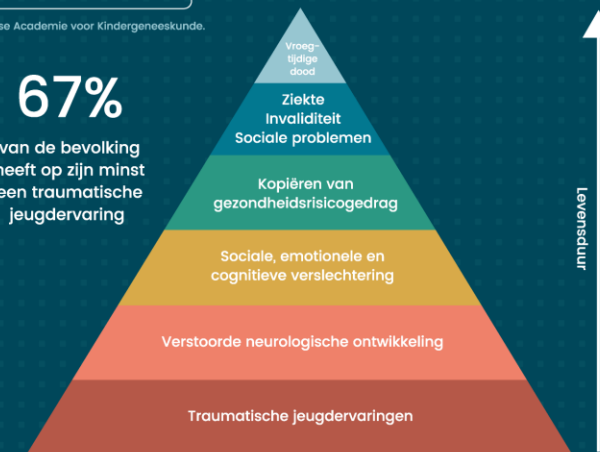 se Academie voor Kindergeneeskunde.
67%
van de bevolking
heeft op zijn minst
een traumatische
jeugdervaring
Vroeg-
tijdige
dood
Ziekte
Invaliditeit
Sociale problemen
Kopiëren van
gezondheidsrisicogedrag
Sociale, emotionele en
cognitieve verslechtering
Verstoorde neurologische ontwikkeling
Traumatische jeugdervaringen
Levensduur